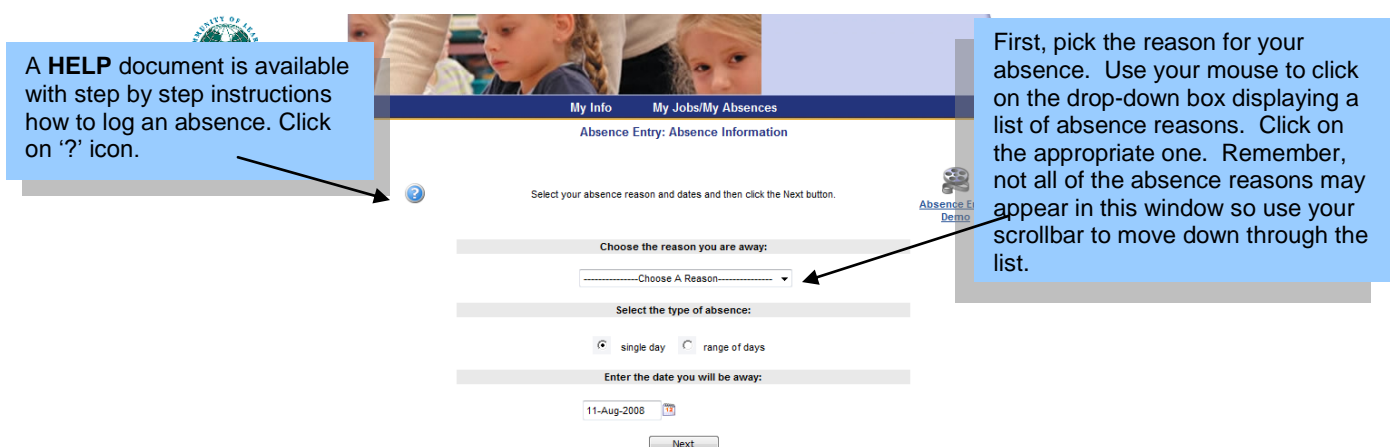 A HELP document is available
with step by step instructions
how to log an absence. Click
on ‘?’ icon.
First, pick the reason for your
absence.  Use your mouse to click
on the drop-down box displaying a
list of absence reasons.  Click on
the appropriate one.  Remember,
not all of the absence reasons may
appear in this window so use your
scrollbar to move down through the
list.
My Info My Jobs/My Absences
Absence Entry: Absence Information
?
Select your absence reason and dates and then click the Next button.
Absence
Demo
Choose the reason you are away:
---------------Choose A Reason---------------
Select the type of absence:
single day range of days
Enter the date you will be away:
11-Aug-2008
Next